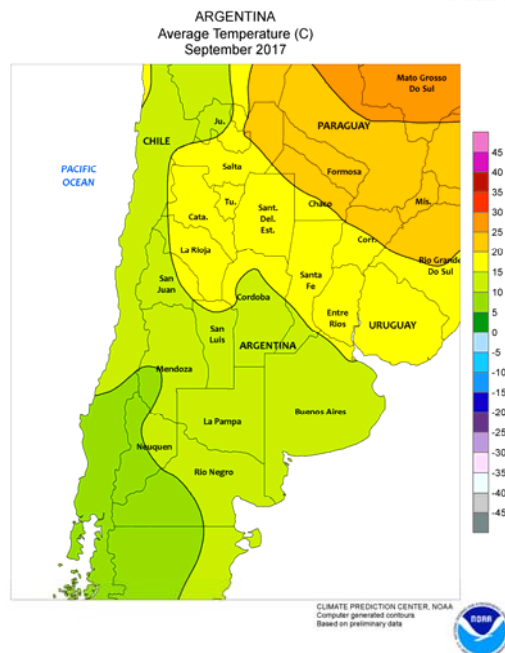 ARGENTINA
Average Temperature (C)
September 2017
Mato Grosso
Do Sul
Ju.
PARAGUAY
CHILE
PACIFIC
OCEAN
Salta
Formosa
Tu.
Sant.
Del.
Est.
Chaco
Mis.
Cata.
Corr.
La Rioja
Rio Grande
Do Sul
San
Juan
Santa
Fe
Cordoba
Entre
Rios
URUGUAY
San
Luis
ARGENTINA
Mendoza
Buenos Aires
La Pampa
Neuquen
Rio Negro
45
40
35
30
25
20
15
10
5
0
-5
-10
-15
-20
-25
-30
-35
-40
-45
CLIMATE PREDICTION CENTER, NOAA
Computer generated contours
Based on preliminary data
NOAA